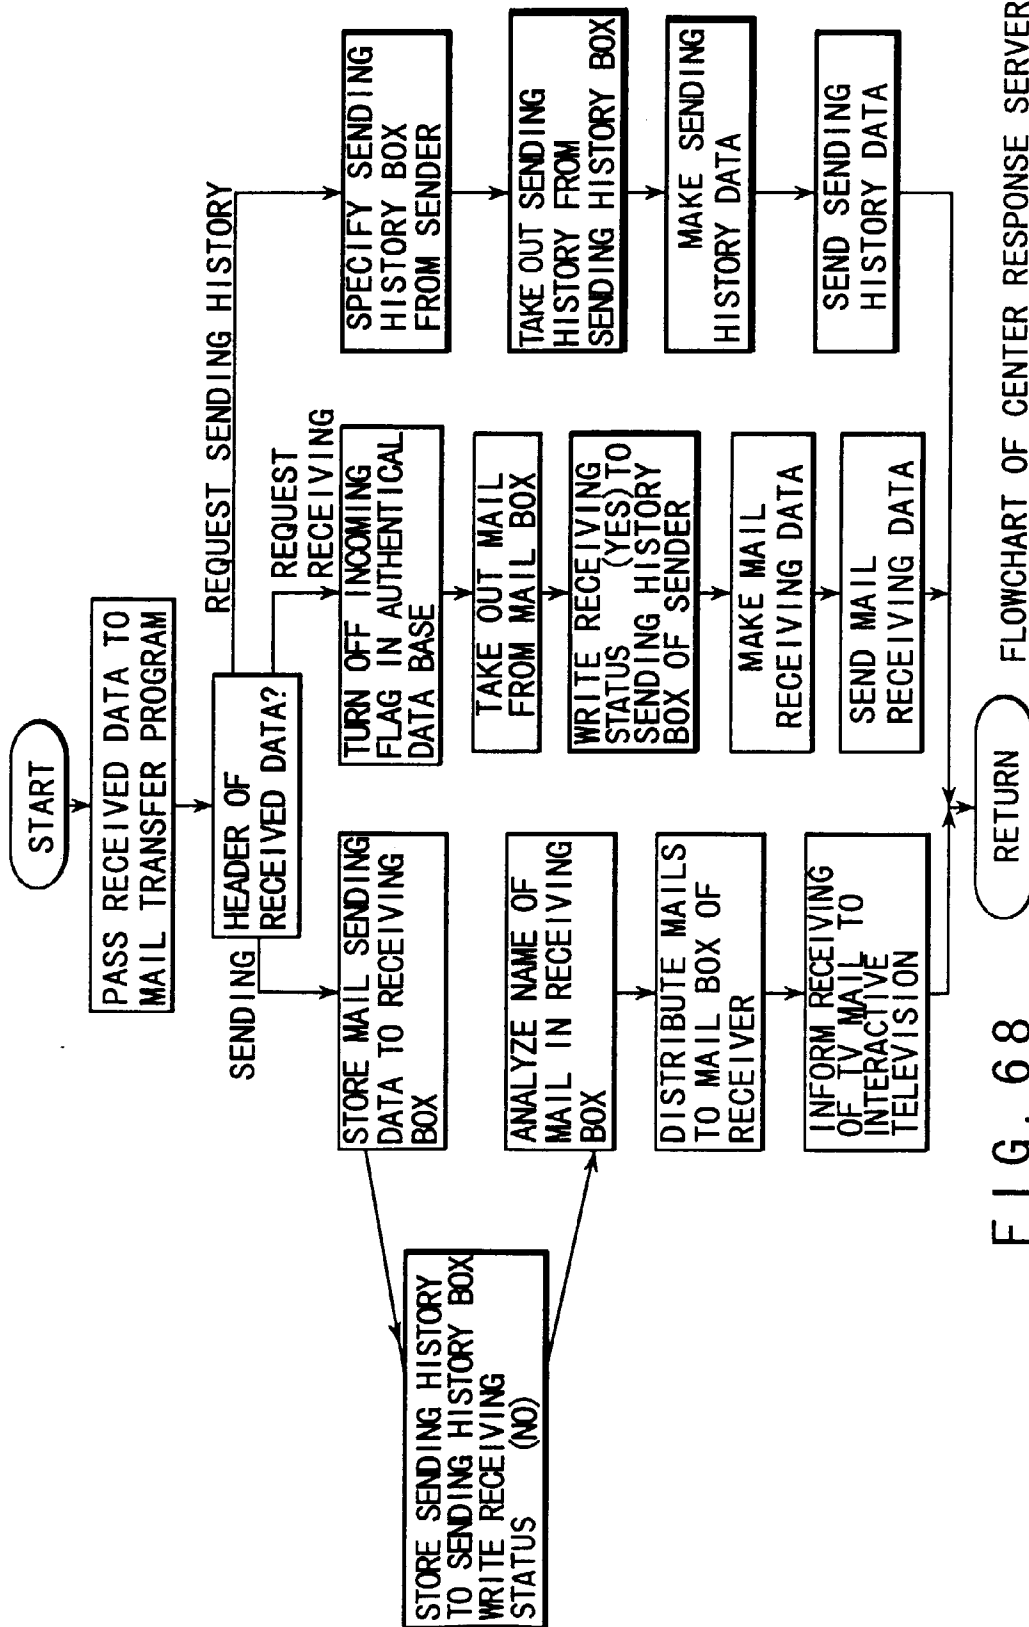 START
PASS RECEIVED DATA TO
MAIL TRANSFER PROGRAM
HEADER OF
RECEIVED DATA?
SENDING
REQUEST
RECEIVING
REQUEST SENDING HISTORY
STORE MAIL SENDING
DATA TO RECEIVING
BOX
STORE SENDING HISTORY
TO SENDING HISTORY BOX
WRITE RECEIVING
STATUS (NO)
ANALYZE NAME OF
MAIL IN RECEIVING
BOX
DISTRIBUTE MAILS
TO MAIL BOX OF
RECEIVER
INFORM RECEIVING
OF TV MAIL TO
INTERACTIVE
TELEVISION
TURN OFF INCOMING
FLAG IN AUTHENTICAL
DATA BASE
TAKE OUT MAIL
FROM MAIL BOX
WRITE RECEIVING
STATUS (YES) TO
SENDING HISTORY
BOX OF SENDER
MAKE MAIL
RECEIVING DATA
SEND MAIL
RECEIVING DATA
SPECIFY SENDING
HISTORY BOX
FROM SENDER
TAKE OUT SENDING
HISTORY FROM
SENDING HISTORY BOX
MAKE SENDING
HISTORY DATA
SEND SENDING
HISTORY DATA
RETURN
FIG. 68
FLOWCHART OF CENTER RESPONSE SERVER